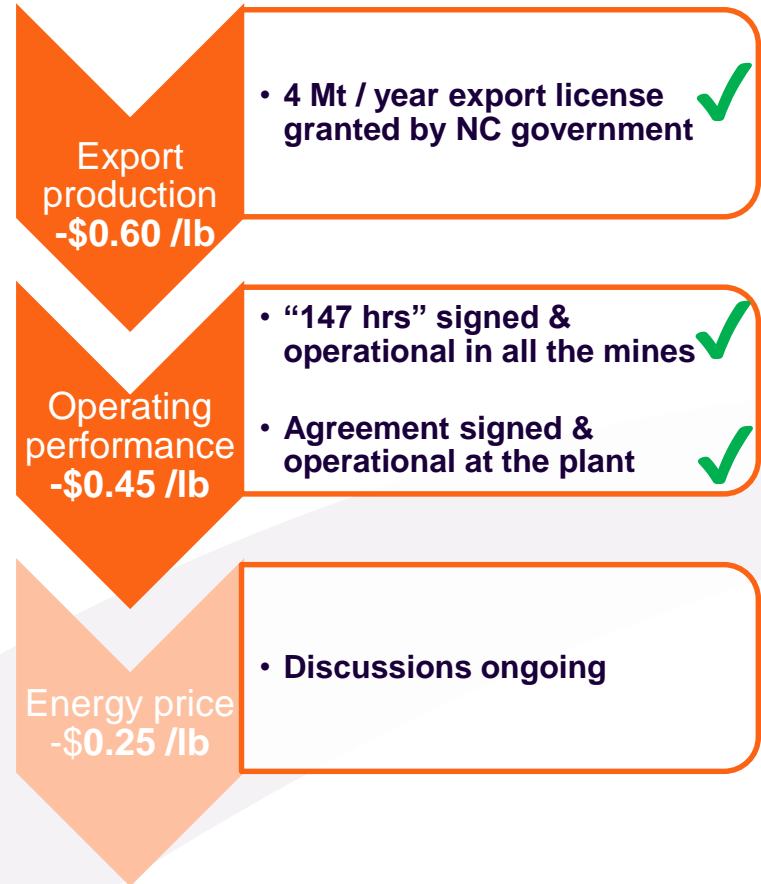 Export
production
-$0.60 /lb
• 4 Mt / year export license
granted by NC government
Operating
performance
-$0.45 /lb
• “147 hrs” signed &
operational in all the mines
• Agreement signed &
operational at the plant
Energy price
-$0.25 /lb
• Discussions ongoing